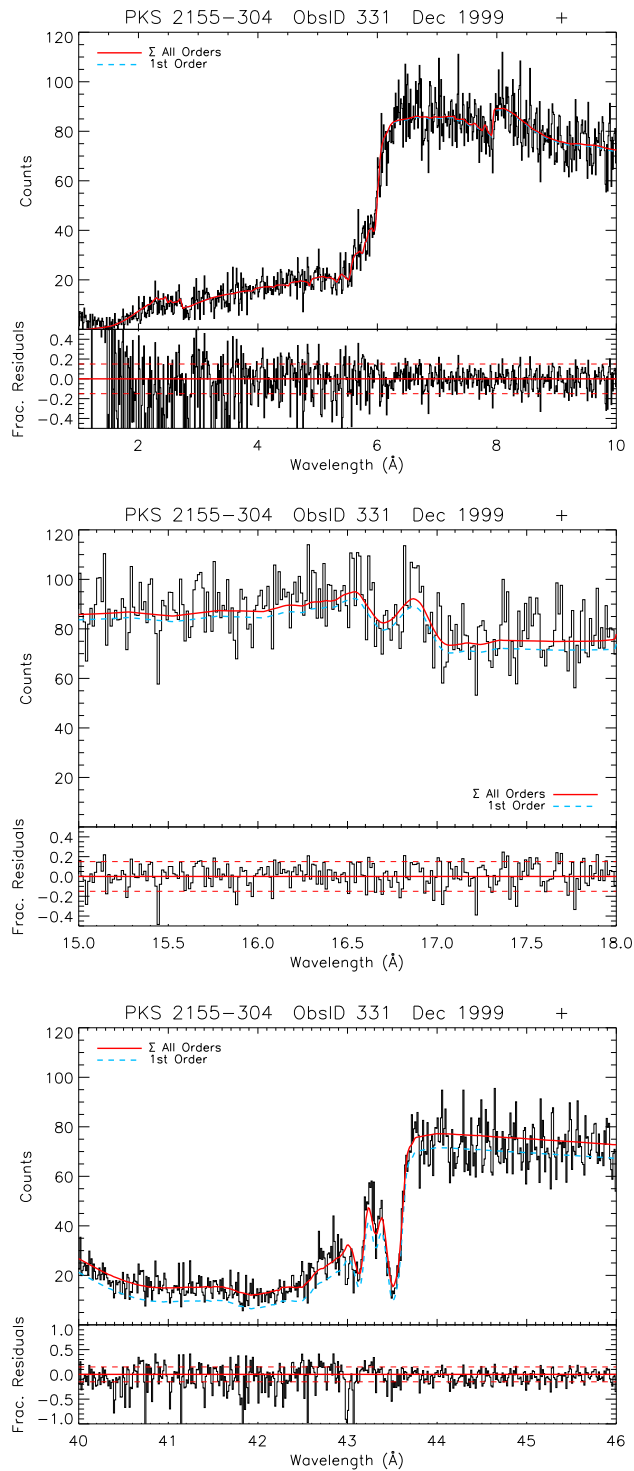 PKS 2155−304 ObsID 331 Dec 1999 +
Σ All Orders
1st Order
120
100
80
60
40
20
Counts
0.4
0.2
0.0
−0.2
−0.4
Frac. Residuals
2 4 6 8 10
Wavelength (Å)
PKS 2155−304 ObsID 331 Dec 1999 +
120
100
80
60
40
20
Counts
Σ All Orders
1st Order
0.4
0.2
0.0
−0.2
−0.4
Frac. Residuals
15.0 15.5 16.0 16.5 17.0 17.5 18.0
Wavelength (Å)
PKS 2155−304 ObsID 331 Dec 1999 +
Σ All Orders
1st Order
120
100
80
60
40
20
Counts
1.0
0.5
0.0
−0.5
−1.0
Frac. Residuals
40 41 42 43 44 45 46
Wavelength (Å)